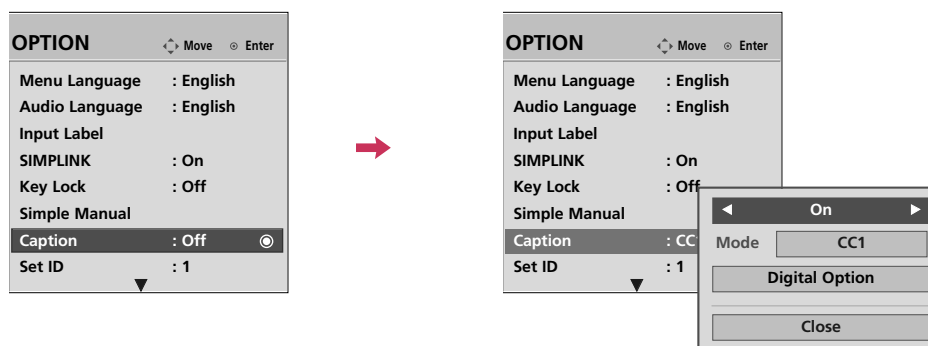 OPTION Move Enter
Menu Language : English
Audio Language : English
Input Label
SIMPLINK : On
Key Lock : Off
Simple Manual
Caption : Off
Set ID : 1
OPTION Move Enter
Menu Language : English
Audio Language : English
Input Label
SIMPLINK : On
Key Lock : Off
Simple Manual
Caption : CC
Set ID : 1
On
Mode CC1
Digital Option
Close